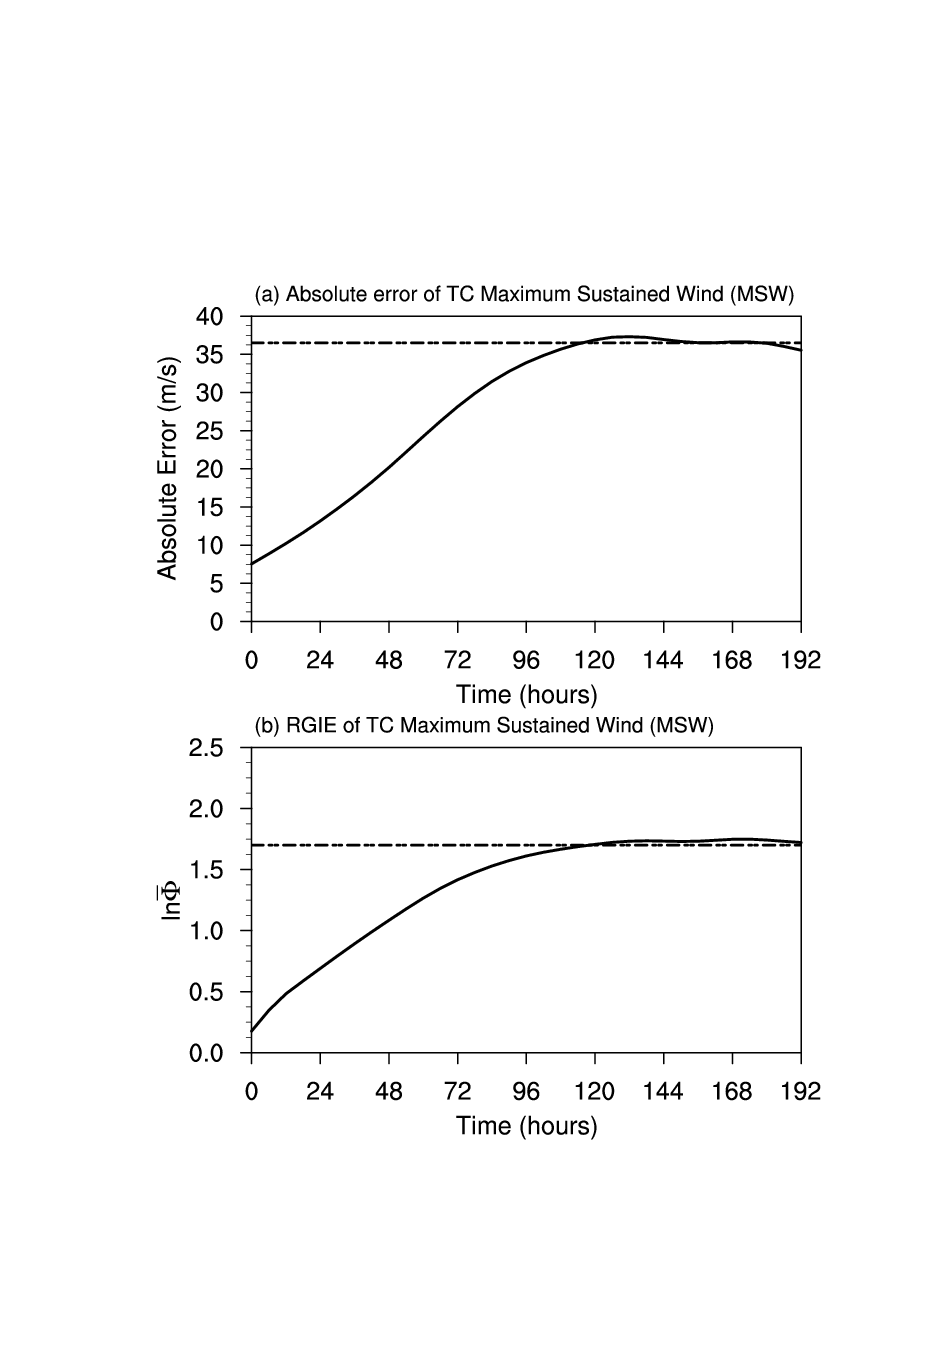 (a) Absolute error of TC Maximum Sustained Wind (MSW)
40
35
30
25
20
15
10
5
0
Absolute Error (m/s)
0 24 48 72 96 120 144 168 192
Time (hours)
(b) RGIE of TC Maximum Sustained Wind (MSW)
2.5
2.0
1.5
1.0
0.5
0.0
lnΦ̅
0 24 48 72 96 120 144 168 192
Time (hours)